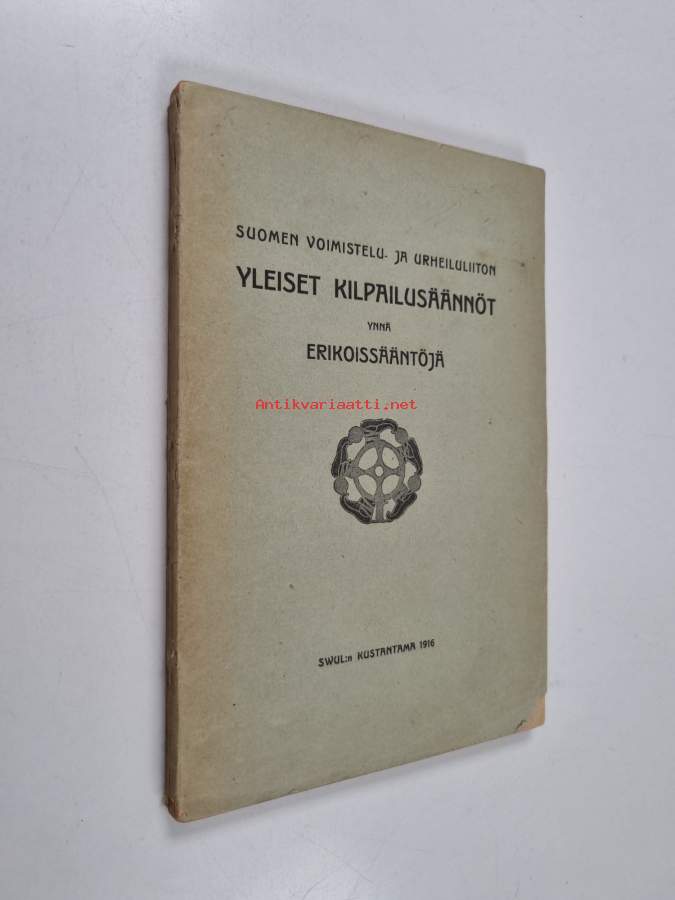 SUOMEN VOIMISTELU- JA URHEILULIITON
YLEISET KILPAILUSÄÄNNÖT
YNNÄ
ERIKOISSÄÄNTÖJÄ
Antikvariaatti.net
SWUL:n KUSTANTAMA 1916